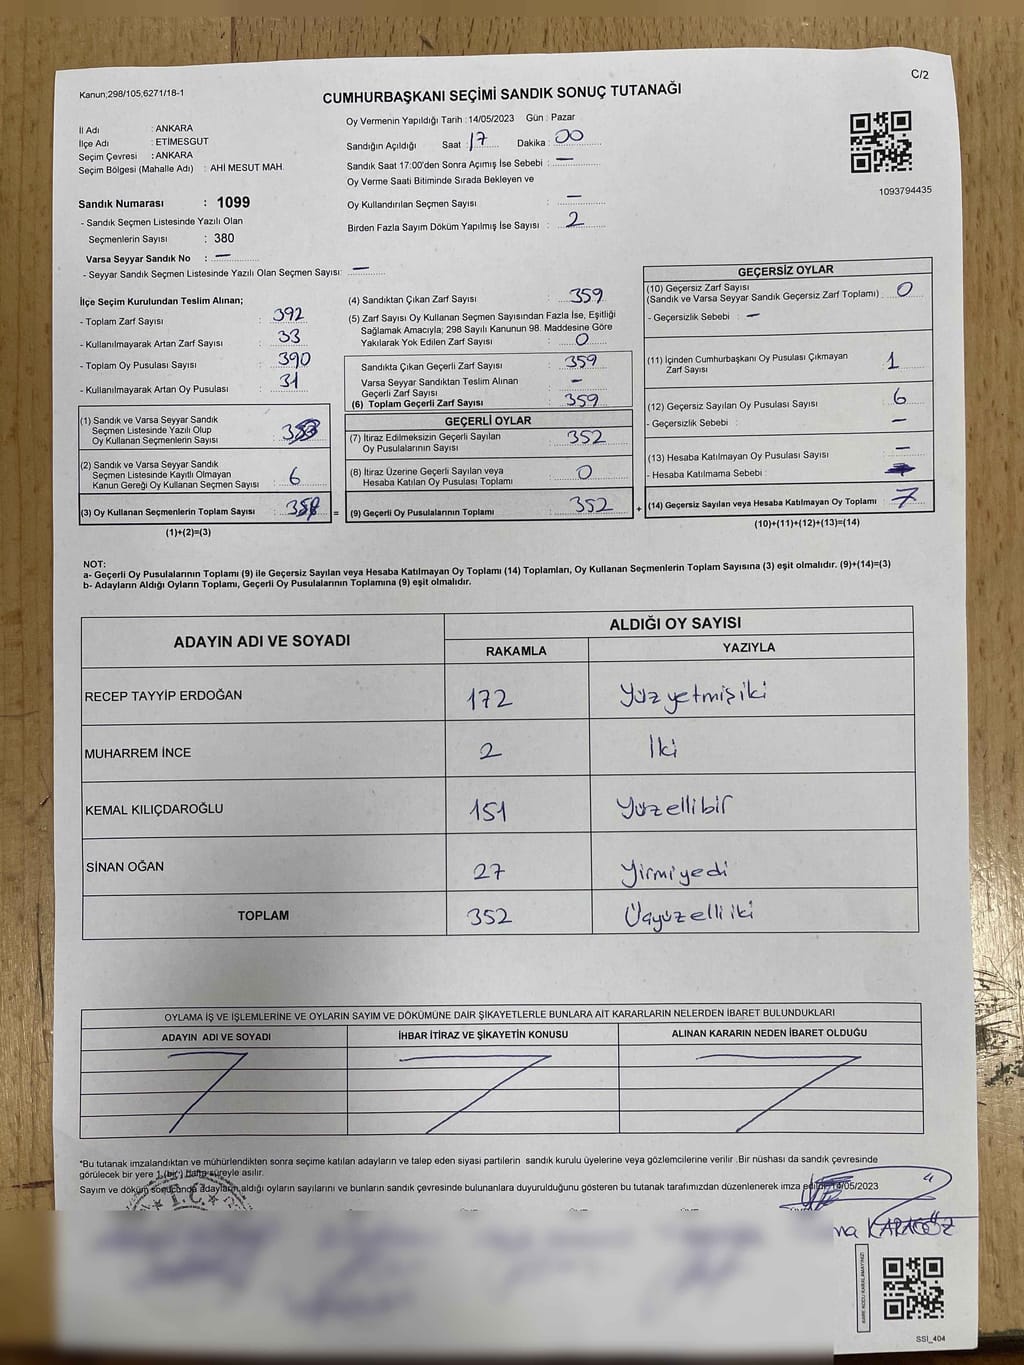 C/2
Kanun;298/105,6271/18-1
CUMHURBAŞKANI SEÇİMİ SANDIK SONUÇ TUTANAĞI
İl Adı : ANKARA
İlçe Adı : ETİMESGUT
Seçim Çevresi : ANKARA
Seçim Bölgesi (Mahalle Adı) : AHİ MESUT MAH.
Oy Vermenin Yapıldığı Tarih : 14/05/2023 Gün : Pazar
Sandığın Açıldığı Saat : 17 Dakika : 00
Sandık Saat 17:00'den Sonra Açımış İse Sebebi : —
Oy Verme Saati Bitiminde Sırada Bekleyen ve
Oy Kullandırılan Seçmen Sayısı : —
Birden Fazla Sayım Döküm Yapılmış İse Sayısı : 2
1093794435
Sandık Numarası : 1099
- Sandık Seçmen Listesinde Yazılı Olan
Seçmenlerin Sayısı : 380
Varsa Seyyar Sandık No : —
- Seyyar Sandık Seçmen Listesinde Yazılı Olan Seçmen Sayısı: —
İlçe Seçim Kurulundan Teslim Alınan;
- Toplam Zarf Sayısı : 392
- Kullanılmayarak Artan Zarf Sayısı : 33
- Toplam Oy Pusulası Sayısı : 390
- Kullanılmayarak Artan Oy Pusulası : 31
(1) Sandık ve Varsa Seyyar Sandık
Seçmen Listesinde Yazılı Olup
Oy Kullanan Seçmenlerin Sayısı :
(2) Sandık ve Varsa Seyyar Sandık
Seçmen Listesinde Kayıtlı Olmayan
Kanun Gereği Oy Kullanan Seçmen Sayısı : 6
(3) Oy Kullanan Seçmenlerin Toplam Sayısı :
(1)+(2)=(3)
(4) Sandıktan Çıkan Zarf Sayısı : 359
(5) Zarf Sayısı Oy Kullanan Seçmen Sayısından Fazla İse, Eşitliği
Sağlamak Amacıyla; 298 Sayılı Kanunun 98. Maddesine Göre
Yakılarak Yok Edilen Zarf Sayısı : 0
Sandıkta Çıkan Geçerli Zarf Sayısı : 359
Varsa Seyyar Sandıktan Teslim Alınan
Geçerli Zarf Sayısı : —
(6) Toplam Geçerli Zarf Sayısı : 359
GEÇERLİ OYLAR
(7) İtiraz Edilmeksizin Geçerli Sayılan
Oy Pusulalarının Sayısı : 352
(8) İtiraz Üzerine Geçerli Sayılan veya
Hesaba Katılan Oy Pusulası Toplamı : 0
= (9) Geçerli Oy Pusulalarının Toplamı : 352 +
GEÇERSİZ OYLAR
(10) Geçersiz Zarf Sayısı
(Sandık ve Varsa Seyyar Sandık Geçersiz Zarf Toplamı) : 0
- Geçersizlik Sebebi : —
(11) İçinden Cumhurbaşkanı Oy Pusulası Çıkmayan
Zarf Sayısı : 1
(12) Geçersiz Sayılan Oy Pusulası Sayısı : 6
- Geçersizlik Sebebi : —
(13) Hesaba Katılmayan Oy Pusulası Sayısı : —
- Hesaba Katılmama Sebebi :
(14) Geçersiz Sayılan veya Hesaba Katılmayan Oy Toplamı : 7
(10)+(11)+(12)+(13)=(14)
NOT:
a- Geçerli Oy Pusulalarının Toplamı (9) ile Geçersiz Sayılan veya Hesaba Katılmayan Oy Toplamı (14) Toplamları, Oy Kullanan Seçmenlerin Toplam Sayısına (3) eşit olmalıdır. (9)+(14)=(3)
b- Adayların Aldığı Oyların Toplamı, Geçerli Oy Pusulalarının Toplamına (9) eşit olmalıdır.
ADAYIN ADI VE SOYADI ALDIĞI OY SAYISI
RAKAMLA YAZIYLA
RECEP TAYYİP ERDOĞAN 172 Yüz yetmiş iki
MUHARREM İNCE 2 İki
KEMAL KILIÇDAROĞLU 151 Yüz elli bir
SİNAN OĞAN 27 Yirmi yedi
TOPLAM 352 Üçyüz elli iki
OYLAMA İŞ VE İŞLEMLERİNE VE OYLARIN SAYIM VE DÖKÜMÜNE DAİR ŞİKAYETLERLE BUNLARA AİT KARARLARIN NELERDEN İBARET BULUNDUKLARI
ADAYIN ADI VE SOYADI İHBAR İTİRAZ VE ŞİKAYETİN KONUSU ALINAN KARARIN NEDEN İBARET OLDUĞU
*Bu tutanak imzalandıktan ve mühürlendikten sonra seçime katılan adayların ve talep eden siyasi partilerin sandık kurulu üyelerine veya gözlemcilerine verilir .Bir nüshası da sandık çevresinde
görülecek bir yere 1 (bir ) hafta süreyle asılır.
Sayım ve döküm sonucunda adayların,aldığı oyların sayılarını ve bunların sandık çevresinde bulunanlara duyurulduğunu gösteren bu tutanak tarafımızdan düzenlenerek imza edildi. 14/05/2023
T.C.
KARAGÖZ
KARE KODU KARALAMAYINIZ!
SSI_404